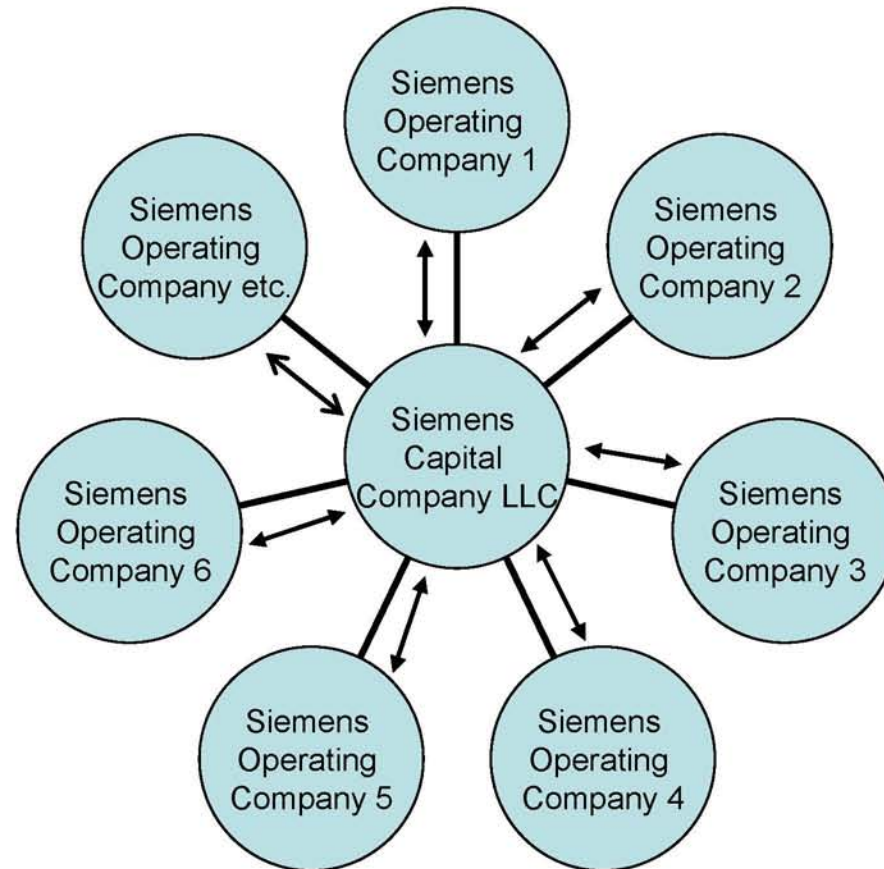 Siemens
Operating
Company 1
Siemens
Operating
Company etc.
Siemens
Operating
Company 2
Siemens
Capital
Company LLC
Siemens
Operating
Company 6
Siemens
Operating
Company 3
Siemens
Operating
Company 5
Siemens
Operating
Company 4